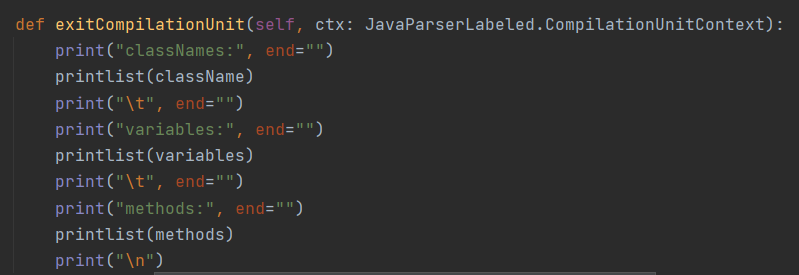 def exitCompilationUnit(self, ctx: JavaParserLabeled.CompilationUnitContext):
    print("classNames:", end="")
    printlist(className)
    print("\t", end="")
    print("variables:", end="")
    printlist(variables)
    print("\t", end="")
    print("methods:", end="")
    printlist(methods)
    print("\n")